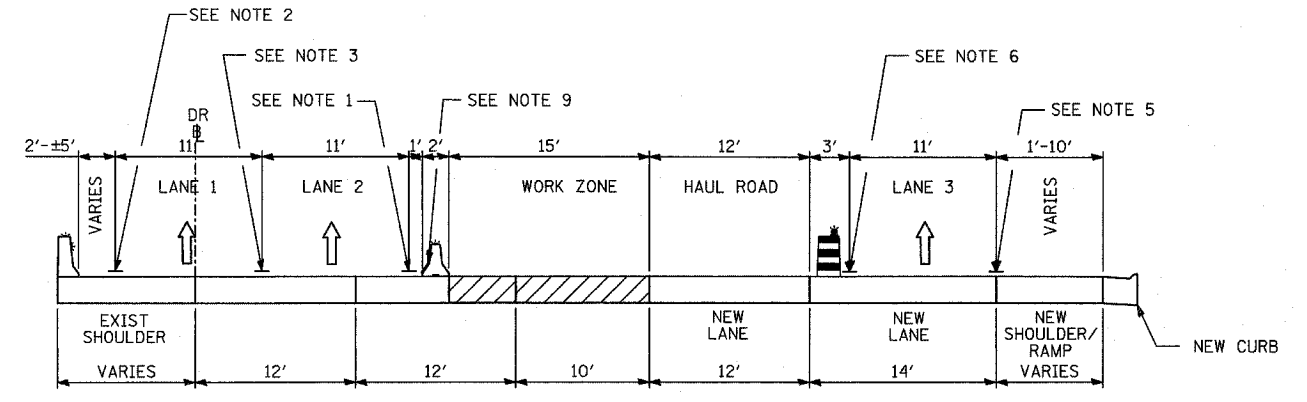 SEE NOTE 2
SEE NOTE 3
SEE NOTE 6
SEE NOTE 1
SEE NOTE 9
SEE NOTE 5
DR
BL
2'-±5'
11'
11'
1'
2'
15'
12'
3'
11'
1'-10'
VARIES
LANE 1
LANE 2
WORK ZONE
HAUL ROAD
LANE 3
VARIES
EXIST
SHOULDER
NEW
LANE
NEW
LANE
NEW
SHOULDER/
RAMP
NEW CURB
VARIES
12'
12'
10'
12'
14'
VARIES